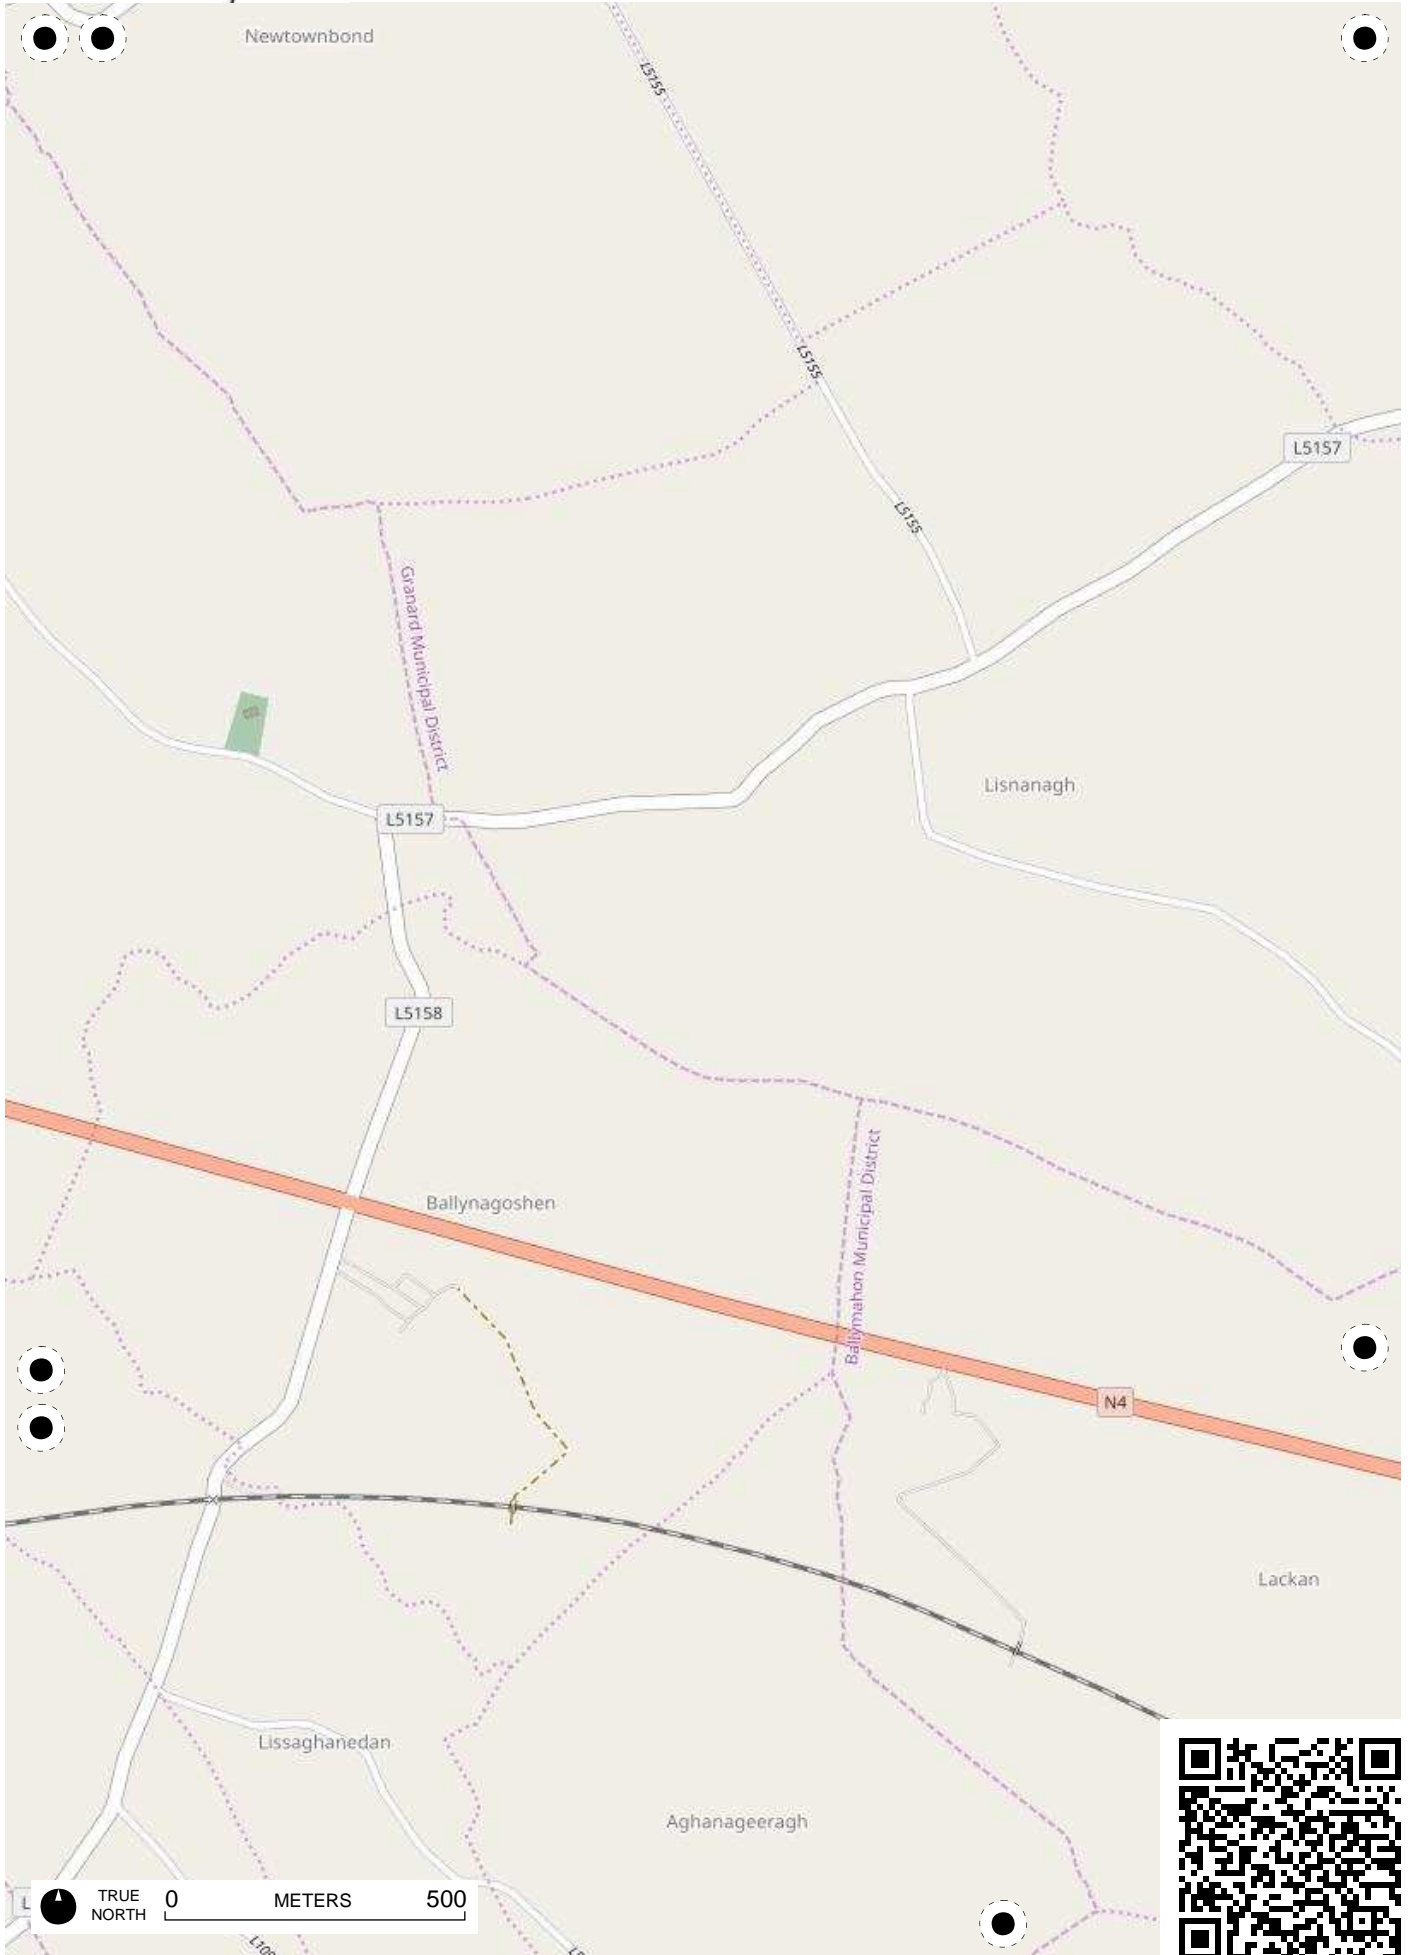 Newtownbond
L5155
L5155
L5157
L5155
Granard Municipal District
Lisnanagh
L5157
L5158
Ballymahon Municipal District
Ballynagoshen
N4
Lackan
Lissaghanedan
Aghanageeragh
TRUE
NORTH
0 METERS 500